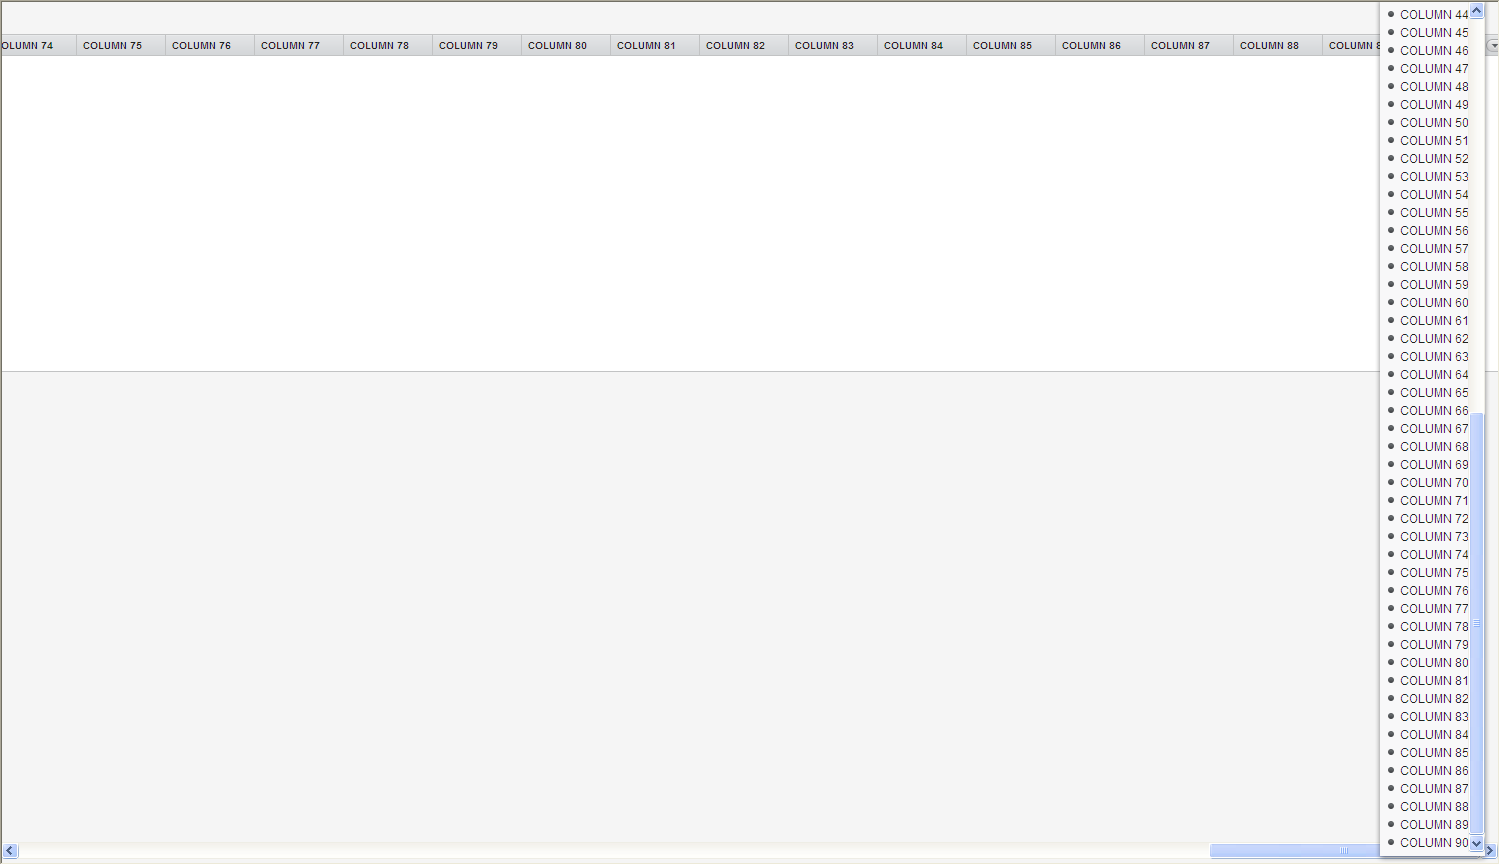 OLUMN 74 COLUMN 75 COLUMN 76 COLUMN 77 COLUMN 78 COLUMN 79 COLUMN 80 COLUMN 81 COLUMN 82 COLUMN 83 COLUMN 84 COLUMN 85 COLUMN 86 COLUMN 87 COLUMN 88 COLUMN 8
COLUMN 44
COLUMN 45
COLUMN 46
COLUMN 47
COLUMN 48
COLUMN 49
COLUMN 50
COLUMN 51
COLUMN 52
COLUMN 53
COLUMN 54
COLUMN 55
COLUMN 56
COLUMN 57
COLUMN 58
COLUMN 59
COLUMN 60
COLUMN 61
COLUMN 62
COLUMN 63
COLUMN 64
COLUMN 65
COLUMN 66
COLUMN 67
COLUMN 68
COLUMN 69
COLUMN 70
COLUMN 71
COLUMN 72
COLUMN 73
COLUMN 74
COLUMN 75
COLUMN 76
COLUMN 77
COLUMN 78
COLUMN 79
COLUMN 80
COLUMN 81
COLUMN 82
COLUMN 83
COLUMN 84
COLUMN 85
COLUMN 86
COLUMN 87
COLUMN 88
COLUMN 89
COLUMN 90